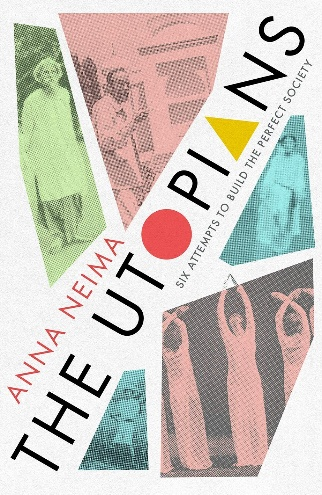 ANNA NEIMA
THE UTOPIANS
SIX ATTEMPTS TO BUILD THE PERFECT SOCIETY